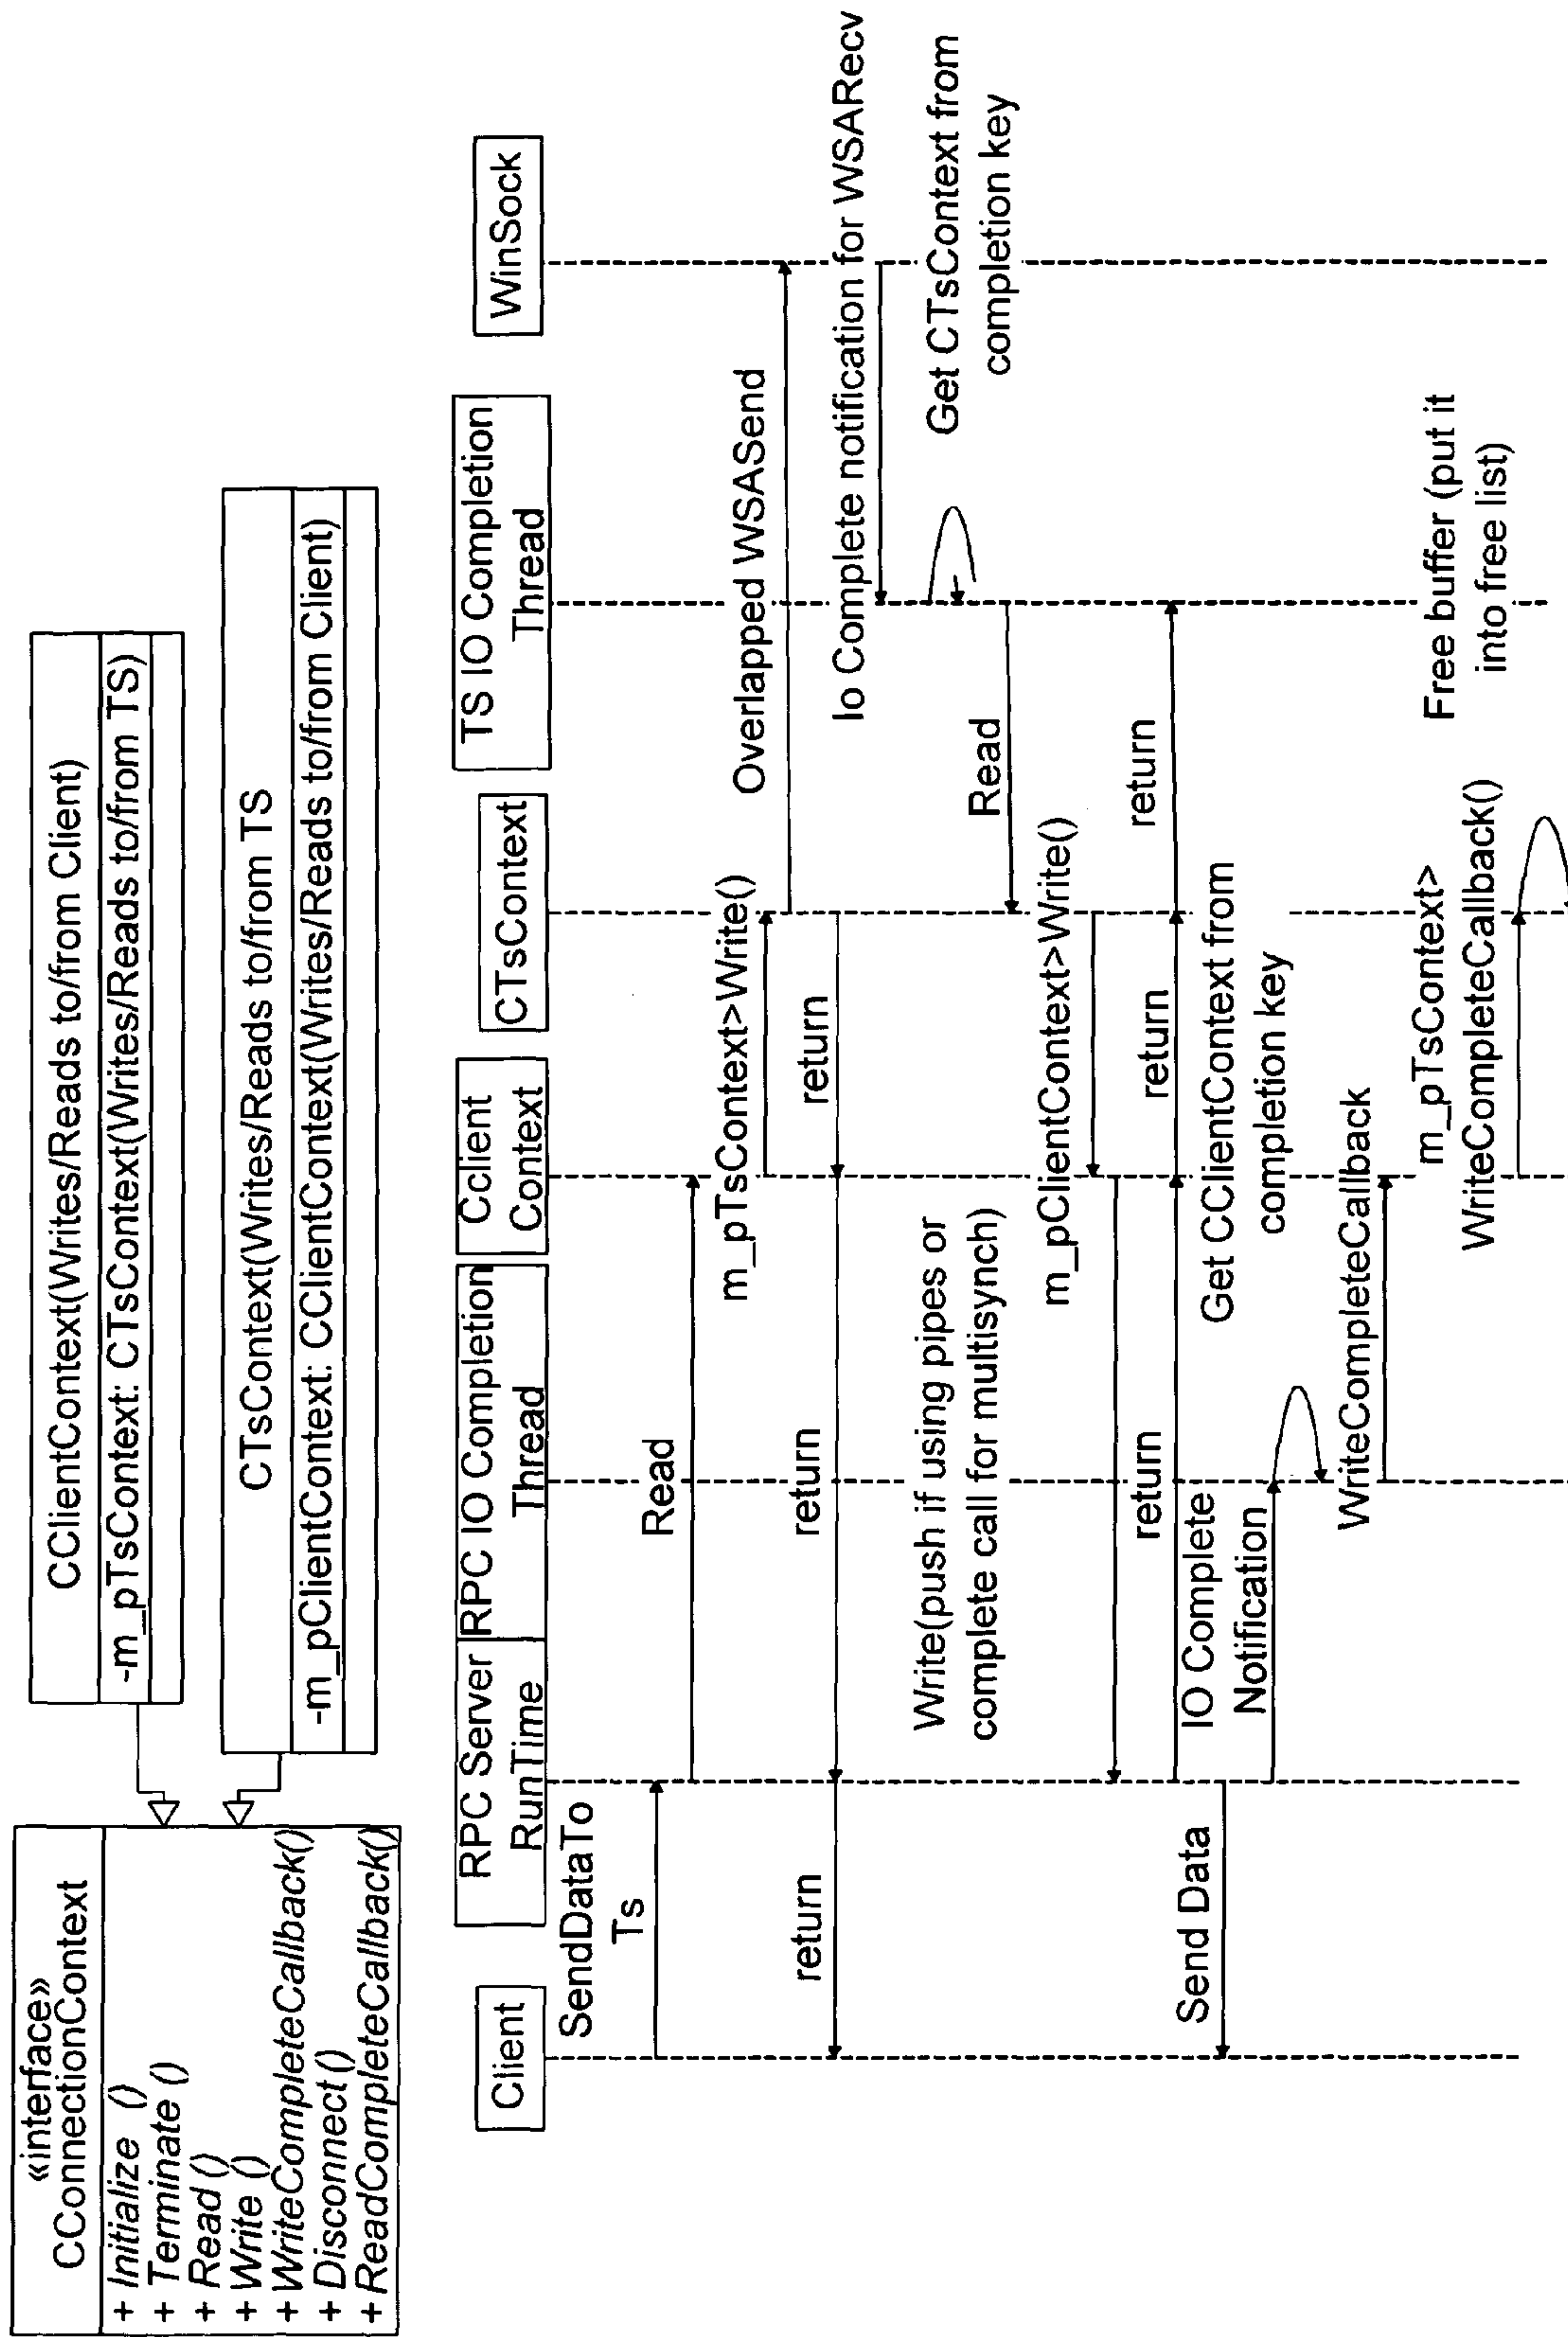 «interface»
CConnectionContext
+ Initialize ()
+ Terminate ()
+ Read ()
+ Write ()
+ WriteCompleteCallback()
+ Disconnect ()
+ ReadCompleteCallback()
CClientContext(Writes/Reads to/from Client)
-m_pTsContext: CTsContext(Writes/Reads to/from TS)
CTsContext(Writes/Reads to/from TS
-m_pClientContext: CClientContext(Writes/Reads to/from Client)
Client
RPC Server
RunTime
RPC IO Completion
Thread
Cclient
Context
CTsContext
TS IO Completion
Thread
WinSock
SendDataTo
Ts
Read
m_pTsContext>Write()
Overlapped WSASend
return
return
return
Io Complete notification for WSARecv
Get CTsContext from
completion key
Read
m_pClientContext>Write()
Write(push if using pipes or
complete call for multisynch)
return
return
return
Send Data
IO Complete
Notification
Get CClientContext from
completion key
WriteCompleteCallback
m_pTsContext>
WriteCompleteCallback()
Free buffer (put it
into free list)